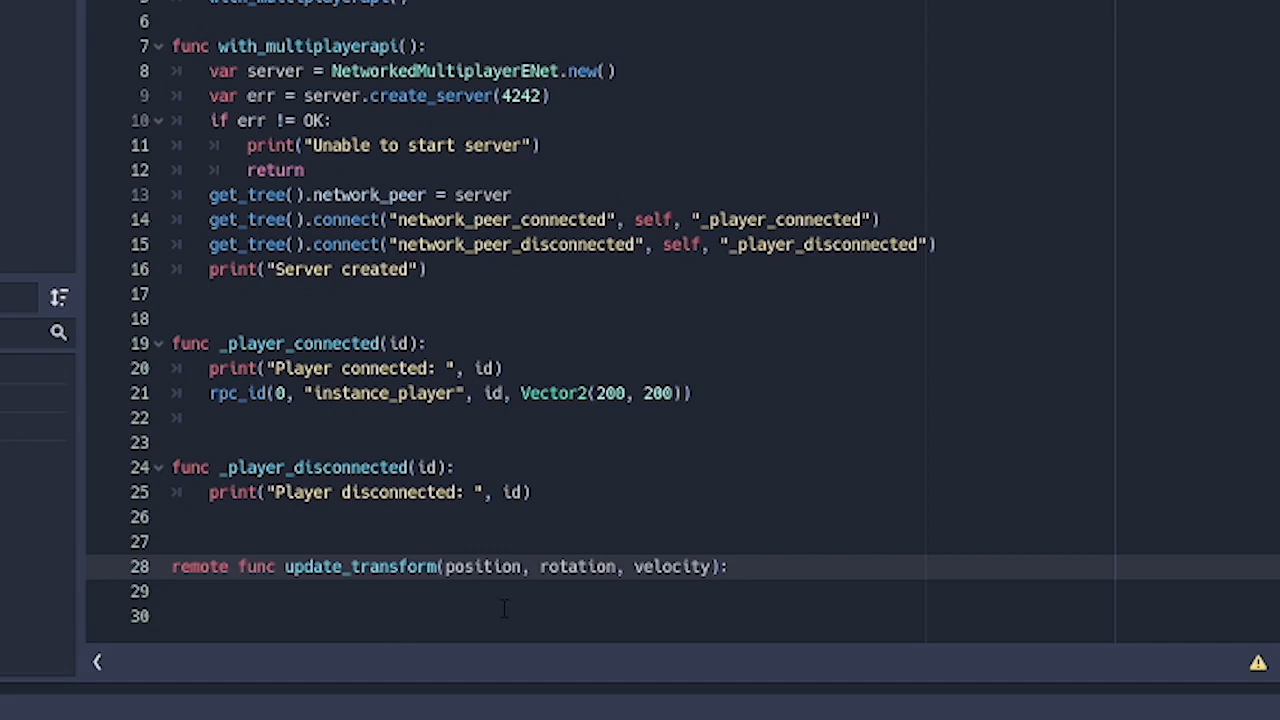 with_multiplayerapi()
6
7 func with_multiplayerapi():
8 var server = NetworkedMultiplayerENet.new()
9 var err = server.create_server(4242)
10 if err != OK:
11 print("Unable to start server")
12 return
13 get_tree().network_peer = server
14 get_tree().connect("network_peer_connected", self, "_player_connected")
15 get_tree().connect("network_peer_disconnected", self, "_player_disconnected")
16 print("Server created")
17
18
19 func _player_connected(id):
20 print("Player connected: ", id)
21 rpc_id(0, "instance_player", id, Vector2(200, 200))
22
23
24 func _player_disconnected(id):
25 print("Player disconnected: ", id)
26
27
28 remote func update_transform(position, rotation, velocity):
29
30